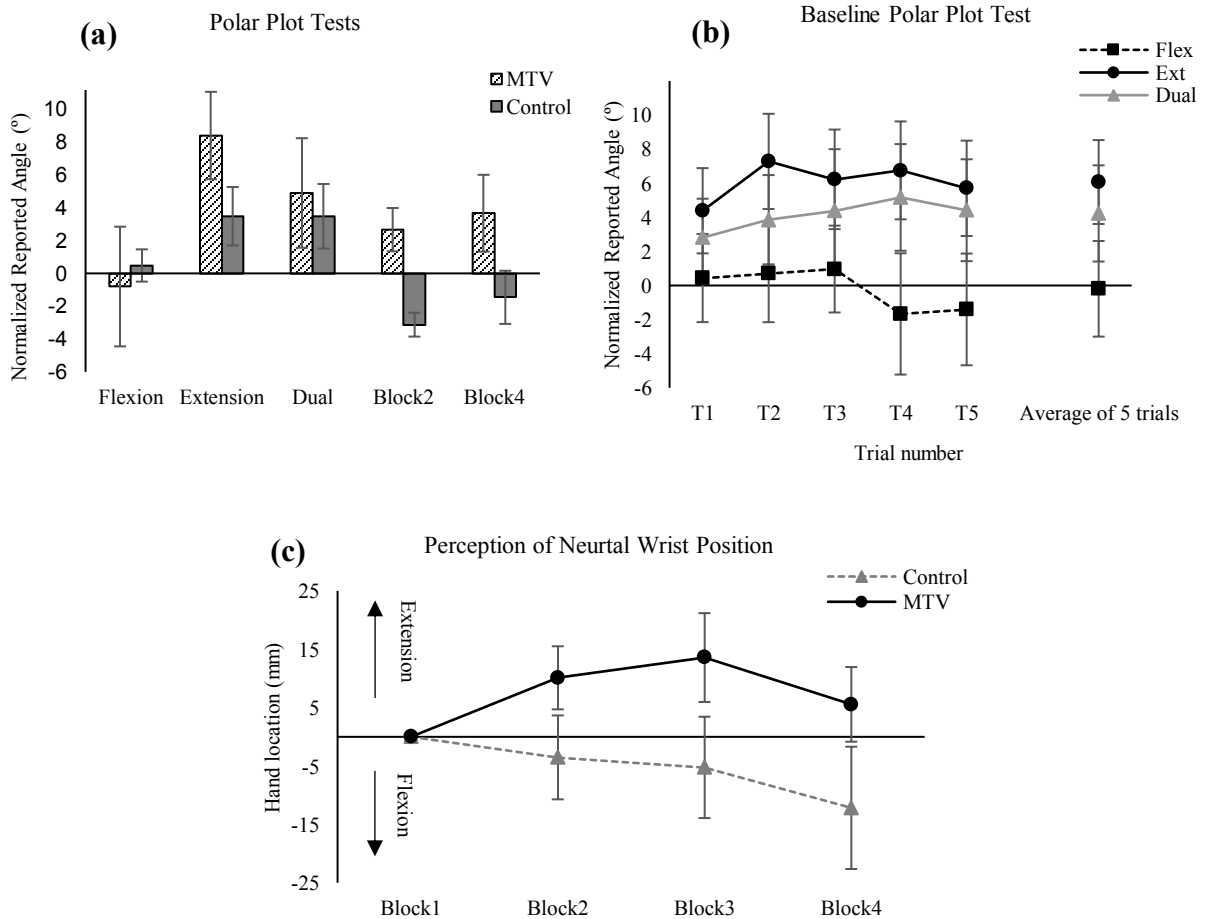 (a)
Polar Plot Tests
MTV
Control
Normalized Reported Angle (º)
10
8
6
4
2
0
-2
-4
-6
Flexion
Extension
Dual
Block2
Block4
(b)
Baseline Polar Plot Test
Flex
Ext
Dual
Normalized Reported Angle (º)
10
8
6
4
2
0
-2
-4
-6
T1
T2
T3
T4
T5
Average of 5 trials
Trial number
(c)
Perception of Neurtal Wrist Position
Control
MTV
Hand location (mm)
25
15
5
-5
-15
-25
Extension
Flexion
Block1
Block2
Block3
Block4